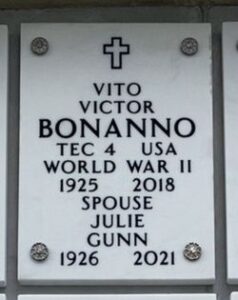 VITO
VICTOR
BONANNO
TEC 4 USA
WORLD WAR II
1925 2018
SPOUSE
JULIE
GUNN
1926 2021